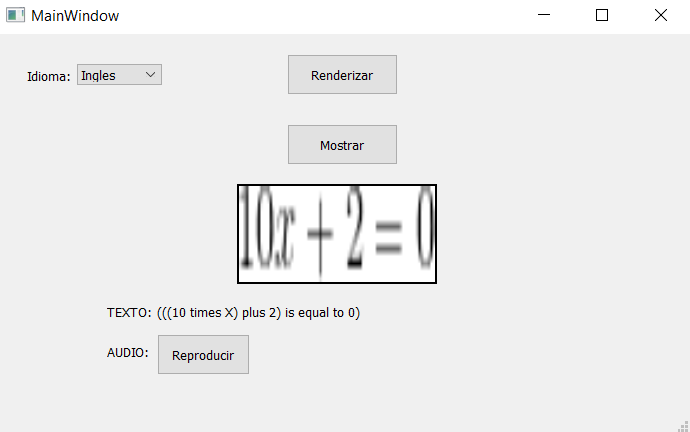 MainWindow
Idioma: Ingles
Renderizar
Mostrar
10x + 2 = 0
TEXTO: (((10 times X) plus 2) is equal to 0)
AUDIO: Reproducir